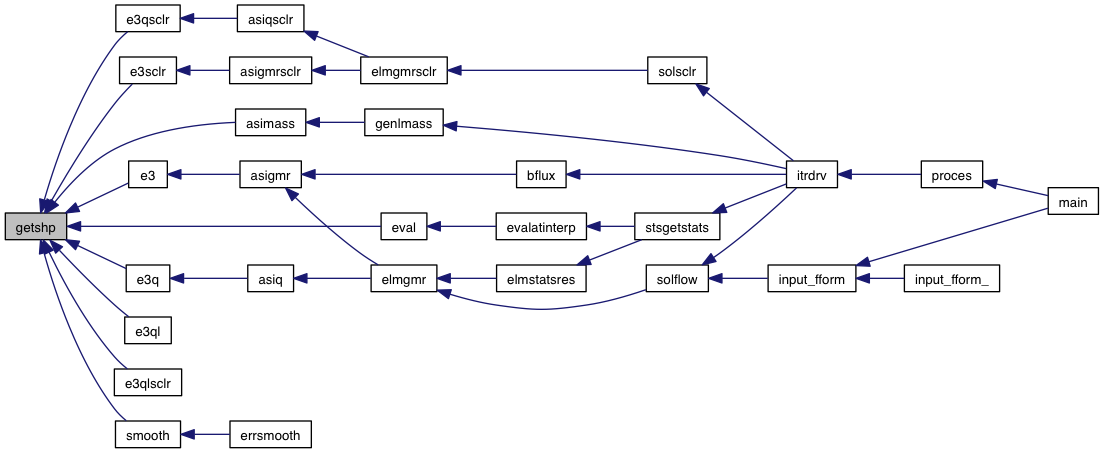 e3qsclr
asiqsclr
e3sclr
asigmrsclr
elmgmrsclr
solsclr
asimass
genlmass
e3
asigmr
bflux
itrdrv
proces
main
getshp
eval
evalatinterp
stsgetstats
e3q
asiq
elmgmr
elmstatsres
solflow
input_fform
input_fform_
e3ql
e3qlsclr
smooth
errsmooth